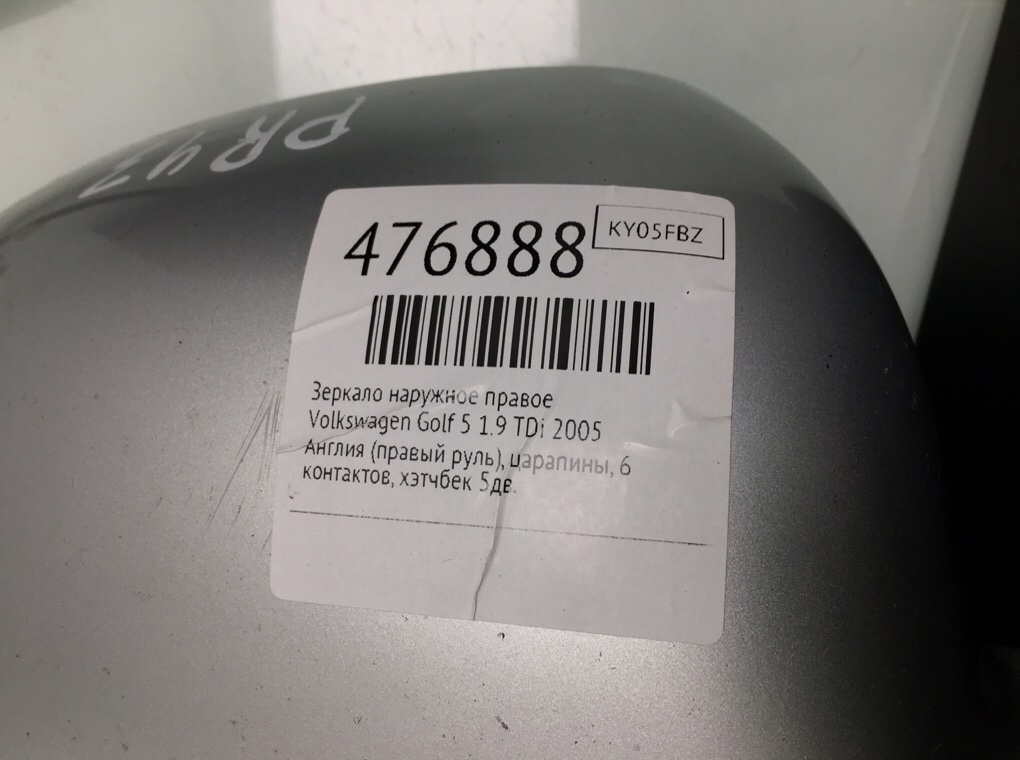 PR43
476888
KY05FBZ
Зеркало наружное правое
Volkswagen Golf 5 1.9 TDi 2005
Англия (правый руль), царапины, 6
контактов, хэтчбек 5дв.